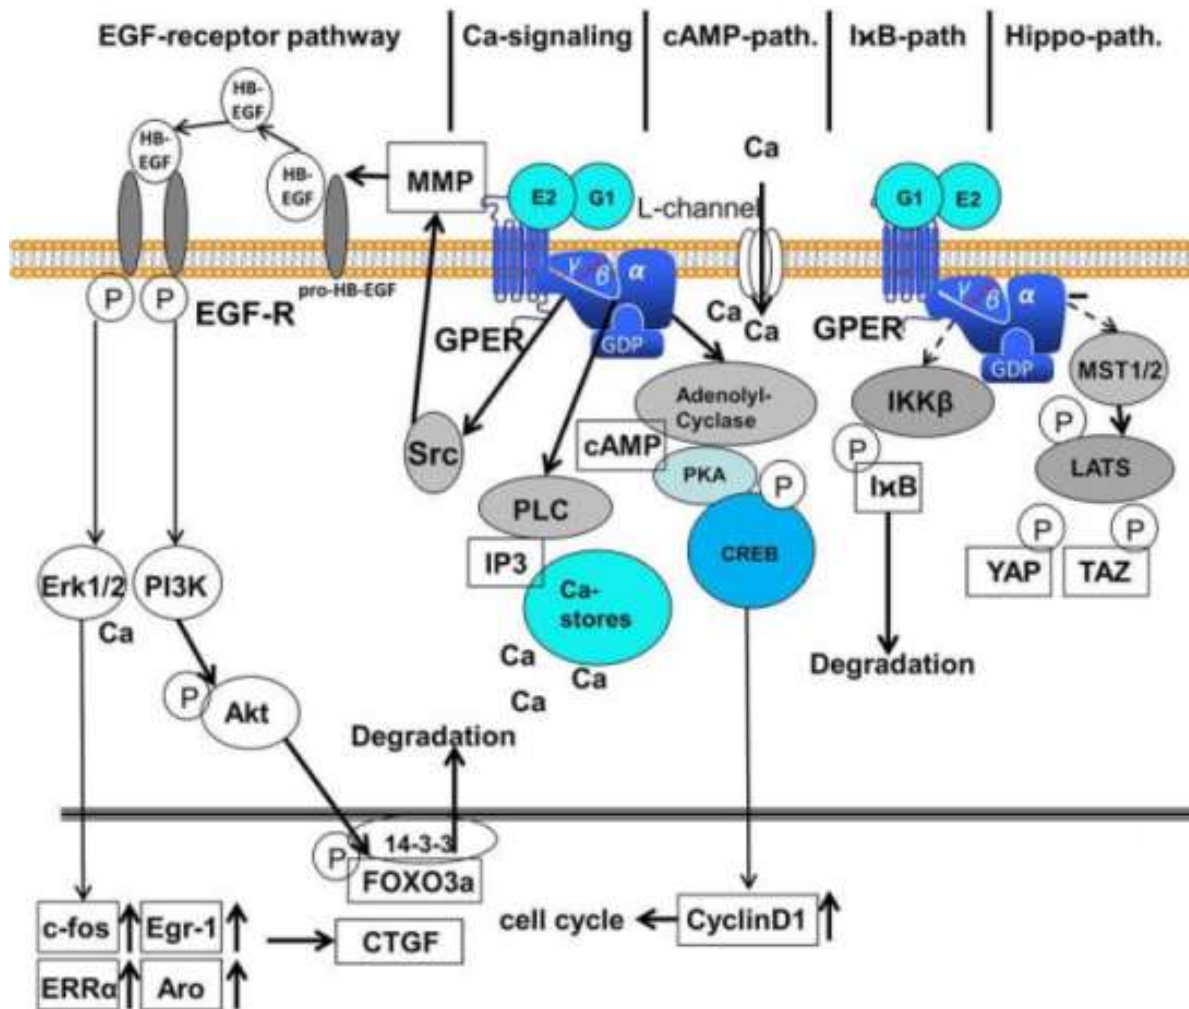 EGF-receptor pathway
Ca-signaling
cAMP-path.
IϰB-path
Hippo-path.
HB-
EGF
HB-
EGF
HB-
EGF
MMP
E2
G1
L-channel
Ca
G1
E2
P
P
EGF-R
pro-HB-EGF
γ
β
α
GDP
GPER
Ca
Ca
γ
β
α
GDP
GPER
MST1/2
Src
Adenolyl-
Cyclase
cAMP
PKA
P
CREB
IKKβ
P
IϰB
P
LATS
P
P
YAP
TAZ
PLC
IP3
Ca-
stores
Ca
Ca
Ca
Erk1/2
PI3K
Ca
P
Akt
Degradation
Degradation
14-3-3
P
FOXO3a
c-fos
Egr-1
ERRα
Aro
CTGF
cell cycle
CyclinD1